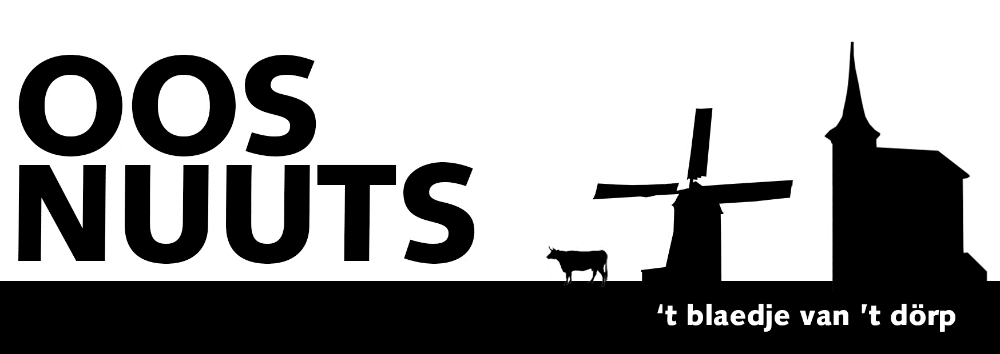 OOS
NUUTS
‘t blaedje van 't dörp